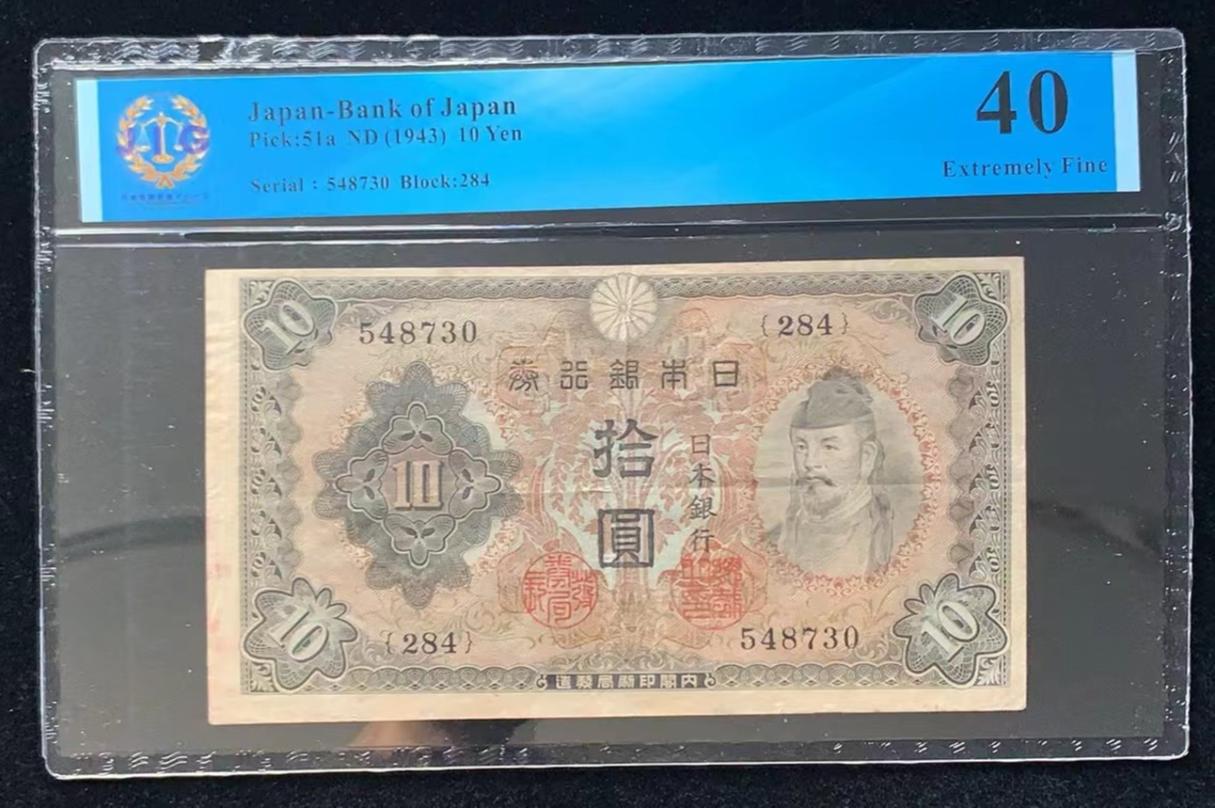 Japan-Bank of Japan
Pick:51a ND (1943) 10 Yen
Serial : 548730 Block:284
40
Extremely Fine
JIG
10
548730
{284}
10
券行銀本日
拾圓
日本銀行
10
10
{284}
548730
10
造製局刷印閣内